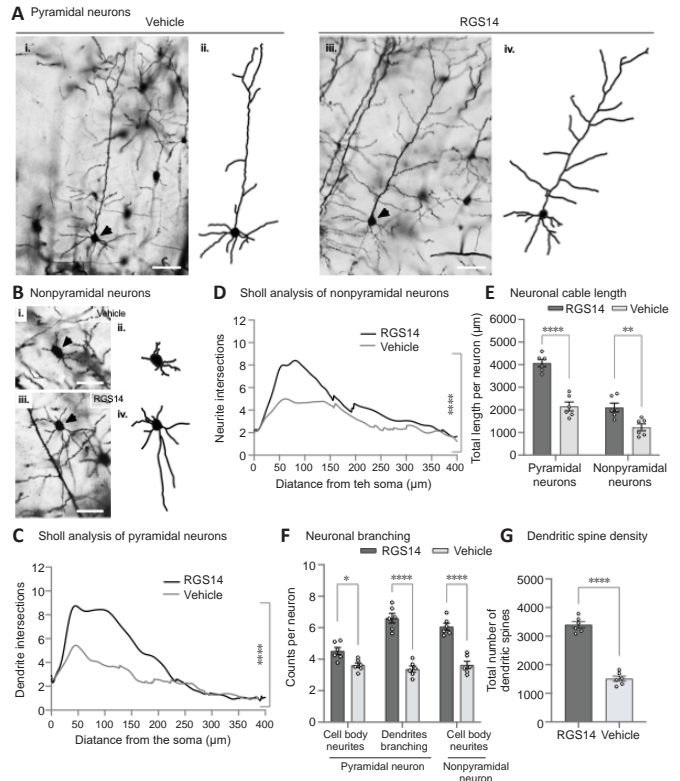 A Pyramidal neurons
Vehicle
RGS14
i.
ii.
iii.
iv.
B Nonpyramidal neurons
i.
Vehicle
ii.
iii.
RGS14
iv.
D Sholl analysis of nonpyramidal neurons
12
10
8
6
4
2
0
Neurite intersections
RGS14
Vehicle
****
0 50 100 150 200 250 300 350 400
Distance from teh soma (μm)
E Neuronal cable length
RGS14 Vehicle
6000
5000
4000
3000
2000
1000
0
Total length per neuron (μm)
****
**
Pyramidal
neurons
Nonpyramidal
neurons
C Sholl analysis of pyramidal neurons
12
10
8
6
4
2
0
Dendrite intersections
RGS14
Vehicle
****
0 50 100 150 200 250 300 350 400
Diatance from the soma (μm)
F Neuronal branching
RGS14 Vehicle
10
8
6
4
2
0
Counts per neuron
*
****
****
Cell body
neurites
Dendrites
branching
Cell body
neurites
Pyramidal neuron
Nonpyramidal
neuron
G Dendritic spine density
5000
4000
3000
2000
1000
0
Total number of
dendritic spines
****
RGS14 Vehicle